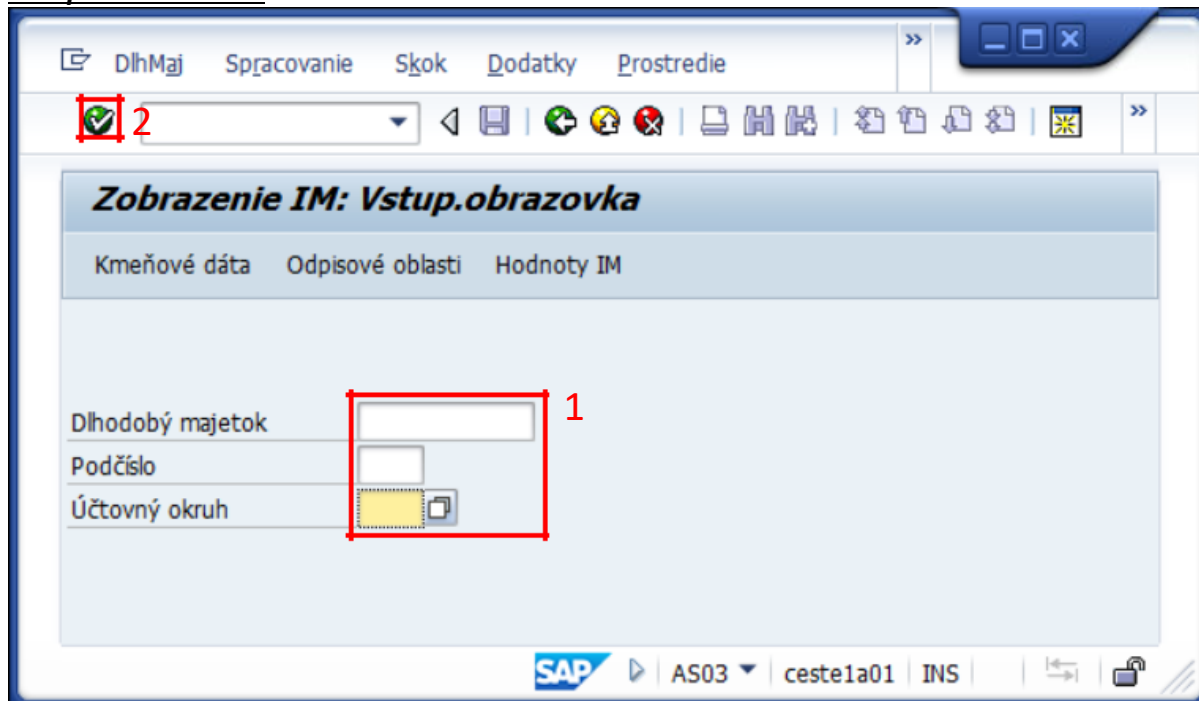 DlhMaj Spracovanie Skok Dodatky Prostredie »
2 »
Zobrazenie IM: Vstup.obrazovka
Kmeňové dáta Odpisové oblasti Hodnoty IM
1
Dlhodobý majetok
Podčíslo
Účtovný okruh
SAP AS03 ceste1a01 INS